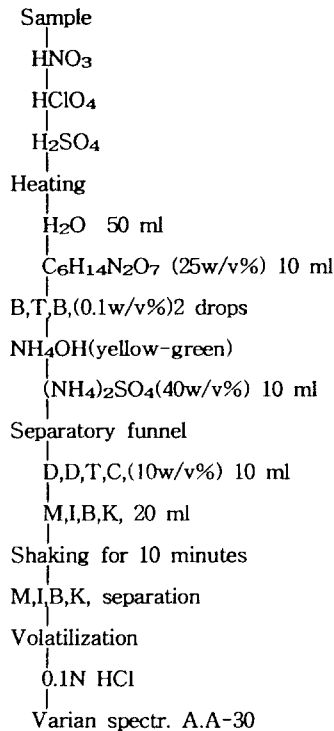 Sample
HNO₃
HClO₄
H₂SO₄
Heating
H₂O 50 ml
C₆H₁₄N₂O₇ (25w/v%) 10 ml
B,T,B,(0.1w/v%)2 drops
NH₄OH(yellow-green)
(NH₄)₂SO₄(40w/v%) 10 ml
Separatory funnel
D,D,T,C,(10w/v%) 10 ml
M,I,B,K, 20 ml
Shaking for 10 minutes
M,I,B,K, separation
Volatilization
0.1N HCl
Varian spectr. A.A-30